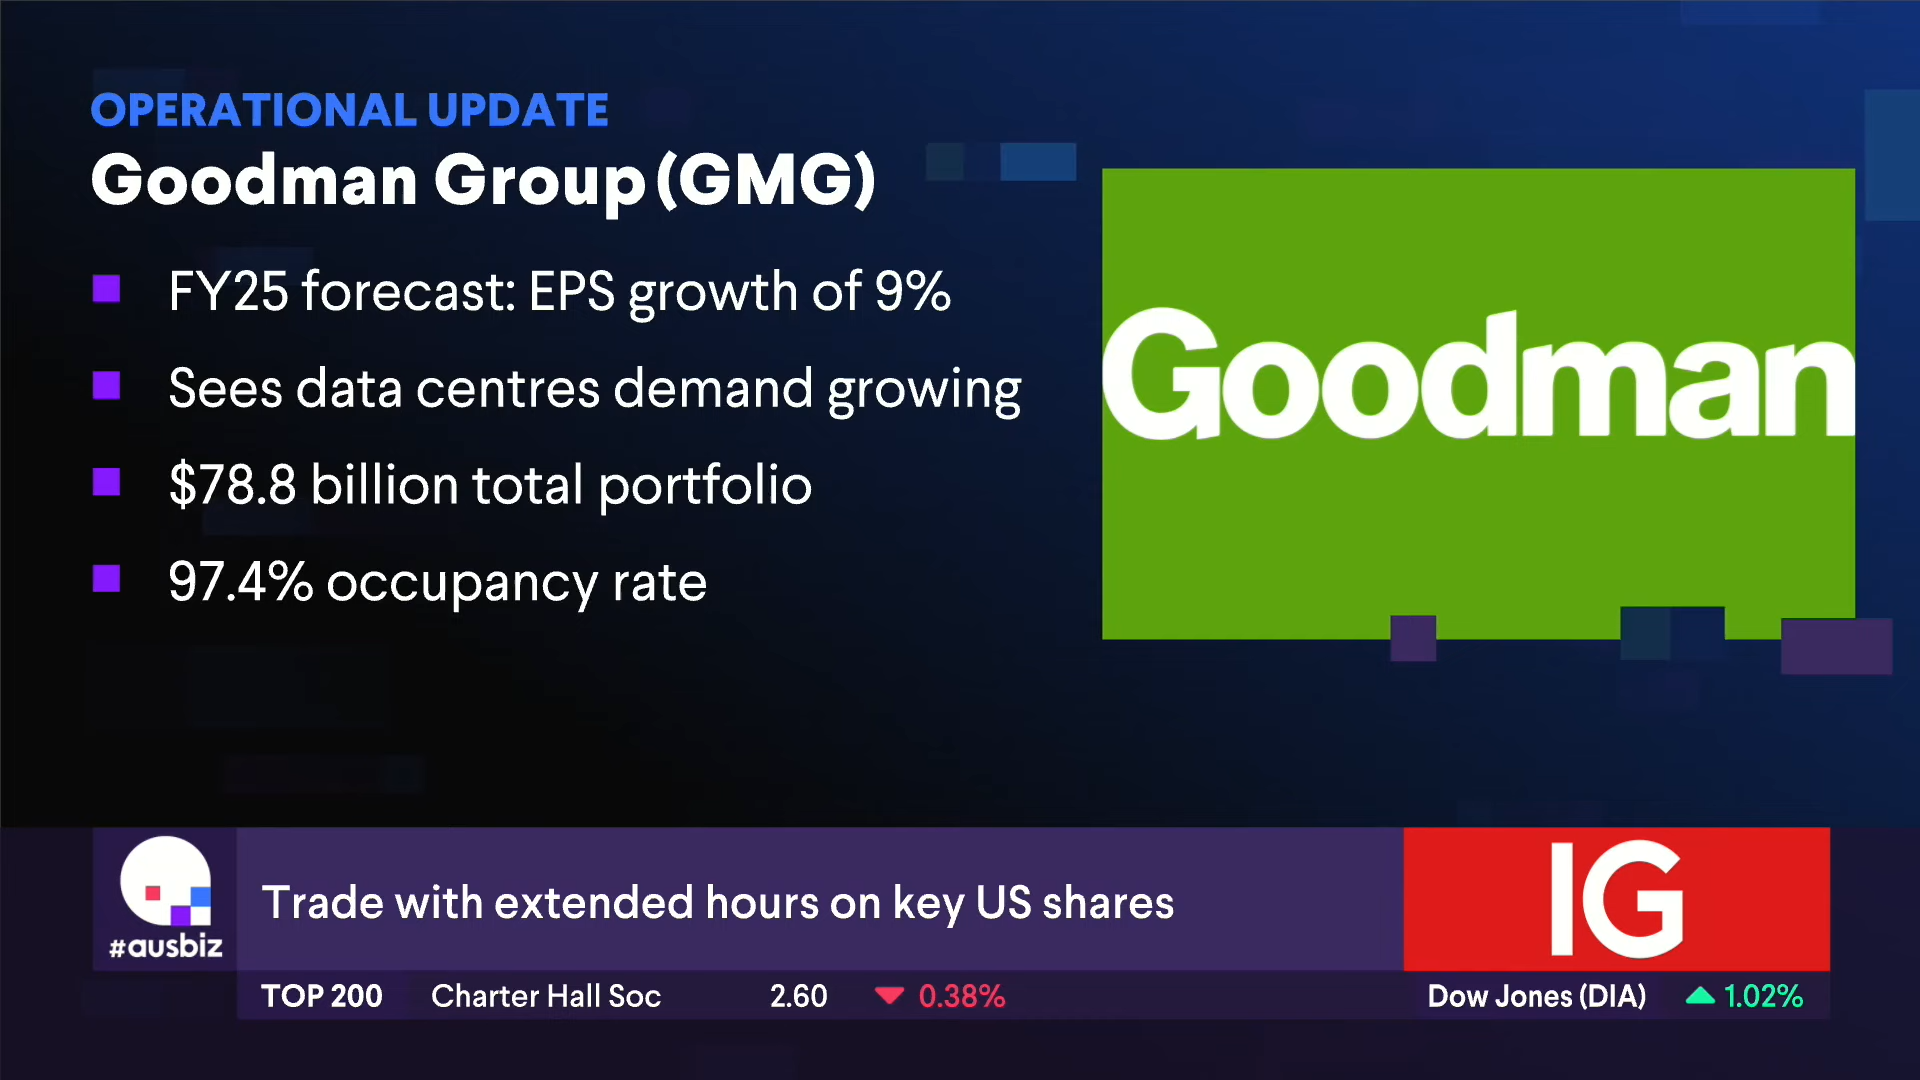 OPERATIONAL UPDATE
Goodman Group (GMG)
FY25 forecast: EPS growth of 9%
Sees data centres demand growing
$78.8 billion total portfolio
97.4% occupancy rate
Goodman
#ausbiz
Trade with extended hours on key US shares
IG
TOP 200 Charter Hall Soc 2.60 0.38% Dow Jones (DIA) 1.02%